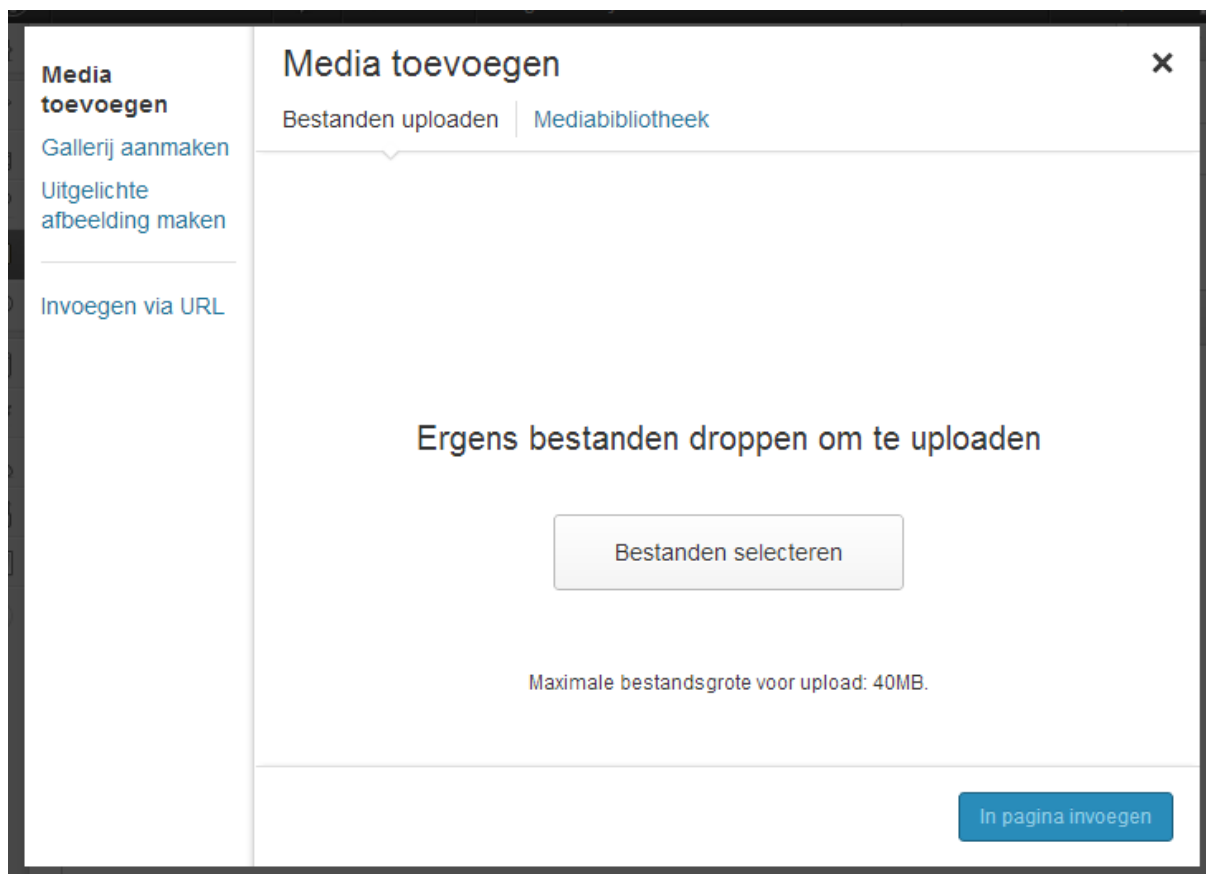 Media
toevoegen
Gallerij aanmaken
Uitgelichte
afbeelding maken
Invoegen via URL
Media toevoegen
Bestanden uploaden
Mediabibliotheek
Ergens bestanden droppen om te uploaden
Bestanden selecteren
Maximale bestandsgrote voor upload: 40MB.
In pagina invoegen